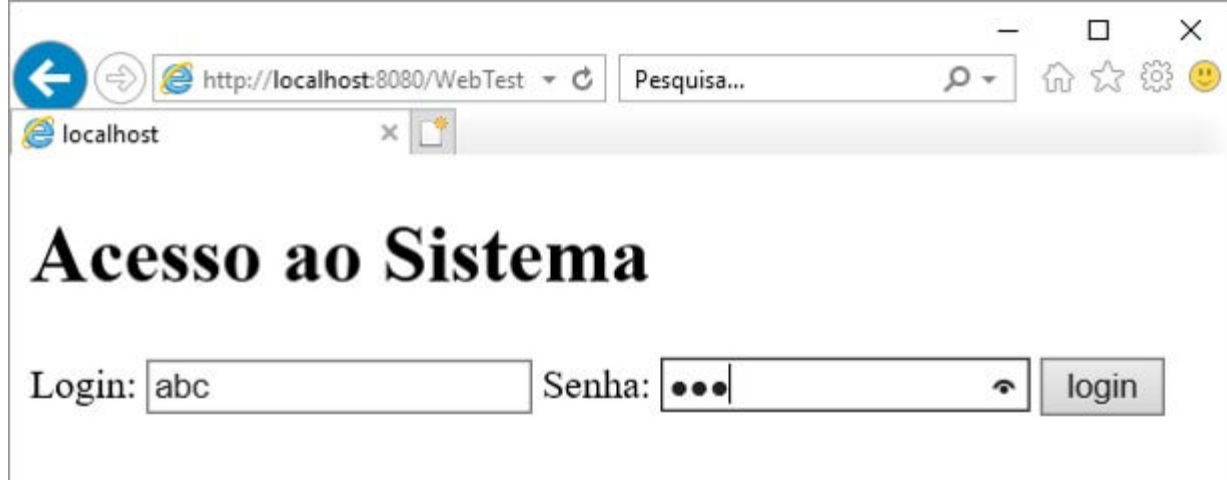 http://localhost:8080/WebTest Pesquisa...
localhost
Acesso ao Sistema
Login: abc Senha: ●●● login